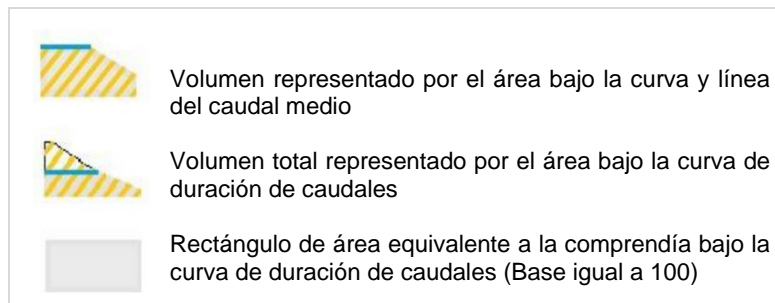 Volumen representado por el área bajo la curva y línea
del caudal medio
Volumen total representado por el área bajo la curva de
duración de caudales
Rectángulo de área equivalente a la comprendía bajo la
curva de duración de caudales (Base igual a 100)